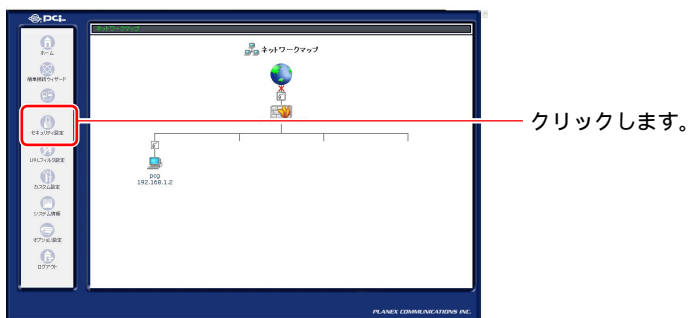 PCi
ネットワークマップ
ネットワークマップ
ホーム
簡単接続ウィザード
セキュリティ設定
URLフィルタ設定
カスタム設定
システム情報
オプション設定
ログアウト
pcp
192.168.1.2
クリックします。
PLANEX COMMUNICATIONS INC.